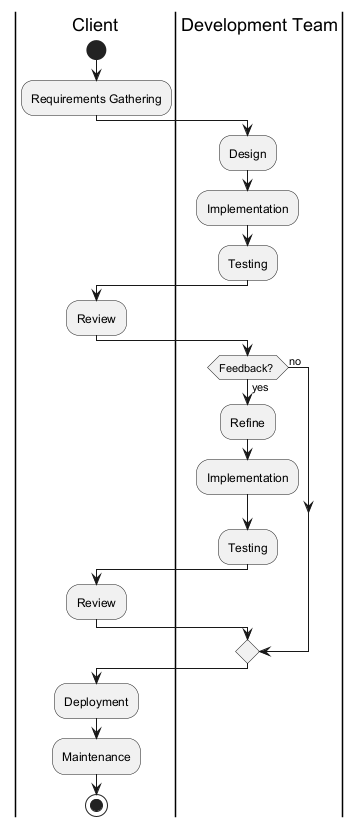 Client
Development Team
Requirements Gathering
Design
Implementation
Testing
Review
Feedback?
no
yes
Refine
Implementation
Testing
Review
Deployment
Maintenance